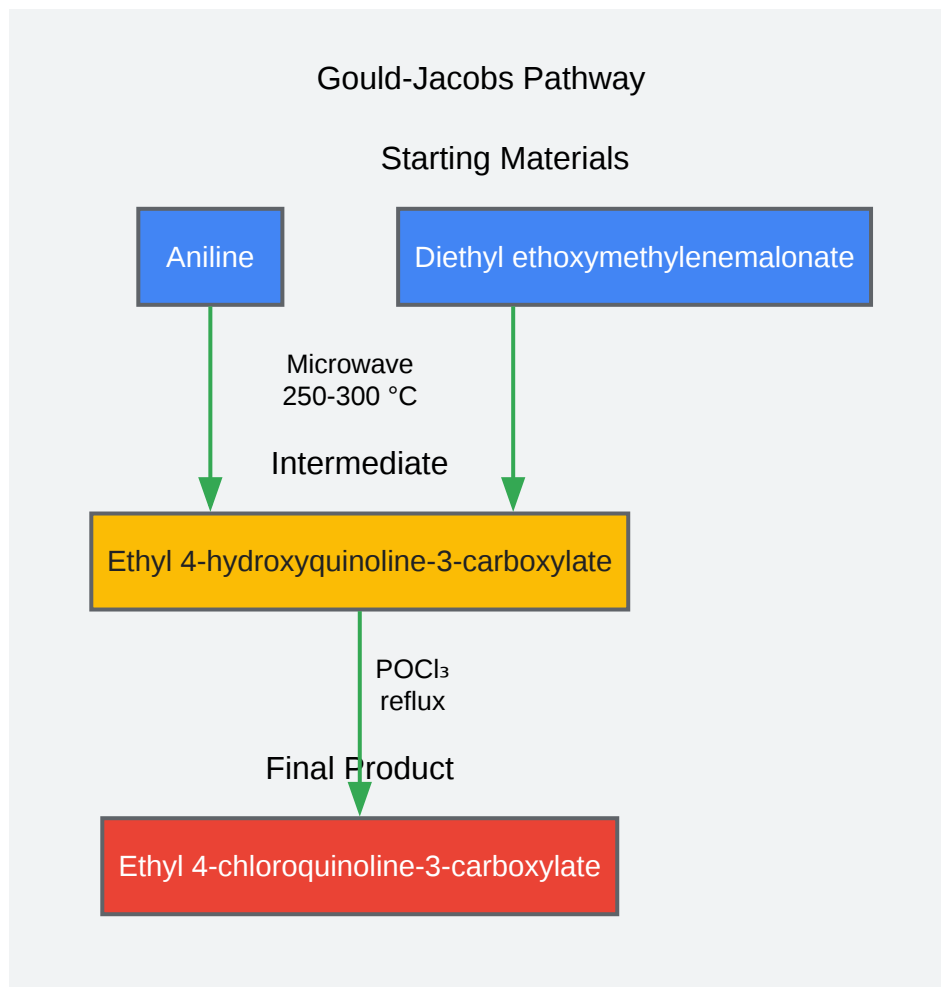 Gould-Jacobs Pathway
Starting Materials
Aniline
Diethyl ethoxymethylenemalonate
Microwave
250-300 °C
Intermediate
Ethyl 4-hydroxyquinoline-3-carboxylate
POCl₃
reflux
Final Product
Ethyl 4-chloroquinoline-3-carboxylate